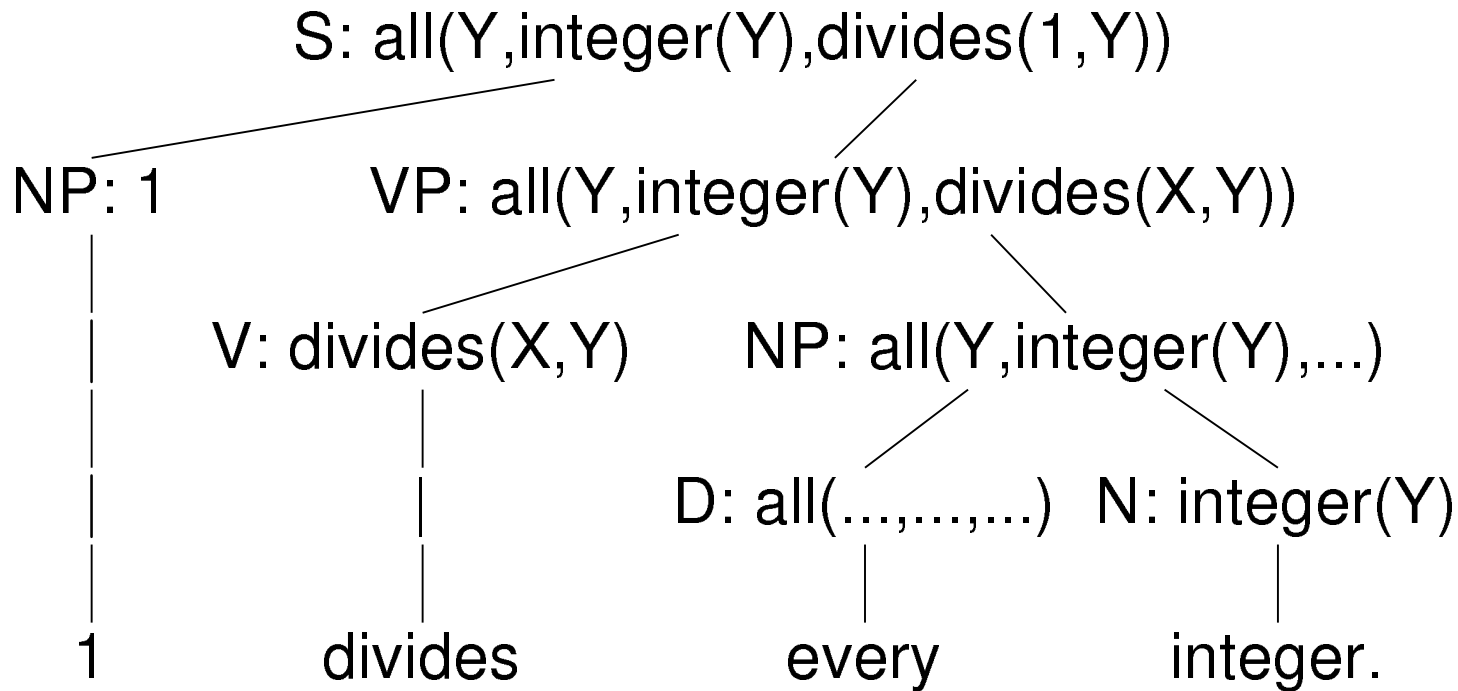 S: all(Y,integer(Y),divides(1,Y))
NP: 1 VP: all(Y,integer(Y),divides(X,Y))
V: divides(X,Y) NP: all(Y,integer(Y),...)
D: all(...,...,...) N: integer(Y)
1 divides every integer.